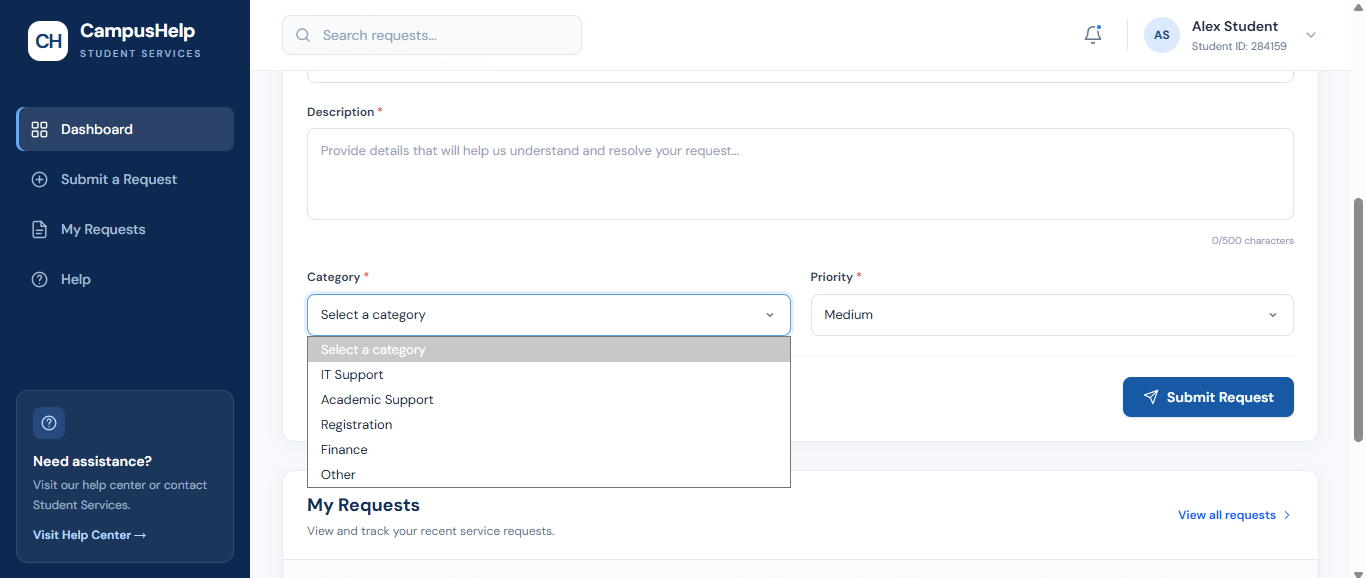 CH
CampusHelp
STUDENT SERVICES
Dashboard
Submit a Request
My Requests
Help
Need assistance?
Visit our help center or contact
Student Services.
Visit Help Center →
Search requests...
AS
Alex Student
Student ID: 284159
Description *
Provide details that will help us understand and resolve your request...
0/500 characters
Category *
Select a category
Select a category
IT Support
Academic Support
Registration
Finance
Other
Priority *
Medium
Submit Request
My Requests
View and track your recent service requests.
View all requests